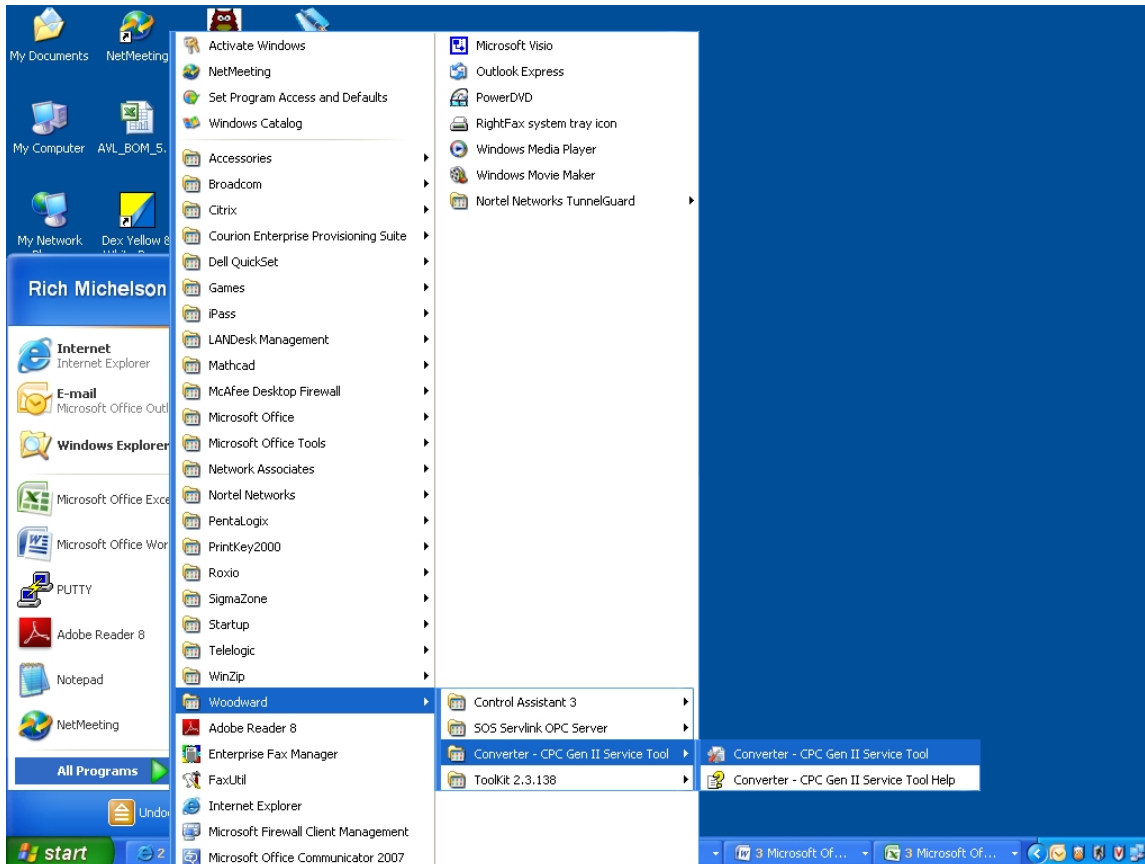 My Documents
NetMeeting
My Computer
AVL_BOM_5.
My Network
Dex Yellow &
Rich Michelson
Internet
Internet Explorer
E-mail
Microsoft Office Outl
Windows Explorer
Microsoft Office Exce
Microsoft Office Wor
PUTTY
Adobe Reader 8
Notepad
NetMeeting
All Programs
Undo
start
2
Activate Windows
NetMeeting
Set Program Access and Defaults
Windows Catalog
Accessories
Broadcom
Citrix
Courion Enterprise Provisioning Suite
Dell QuickSet
Games
iPass
LANDesk Management
Mathcad
McAfee Desktop Firewall
Microsoft Office
Microsoft Office Tools
Network Associates
Nortel Networks
PentaLogix
PrintKey2000
Roxio
SigmaZone
Startup
Telelogic
WinZip
Woodward
Adobe Reader 8
Enterprise Fax Manager
FaxUtil
Internet Explorer
Microsoft Firewall Client Management
Microsoft Office Communicator 2007
Microsoft Visio
Outlook Express
PowerDVD
RightFax system tray icon
Windows Media Player
Windows Movie Maker
Nortel Networks TunnelGuard
Control Assistant 3
SOS Servlink OPC Server
Converter - CPC Gen II Service Tool
ToolKit 2.3.138
Converter - CPC Gen II Service Tool
Converter - CPC Gen II Service Tool Help
3 Microsoft Of...
3 Microsoft Of...